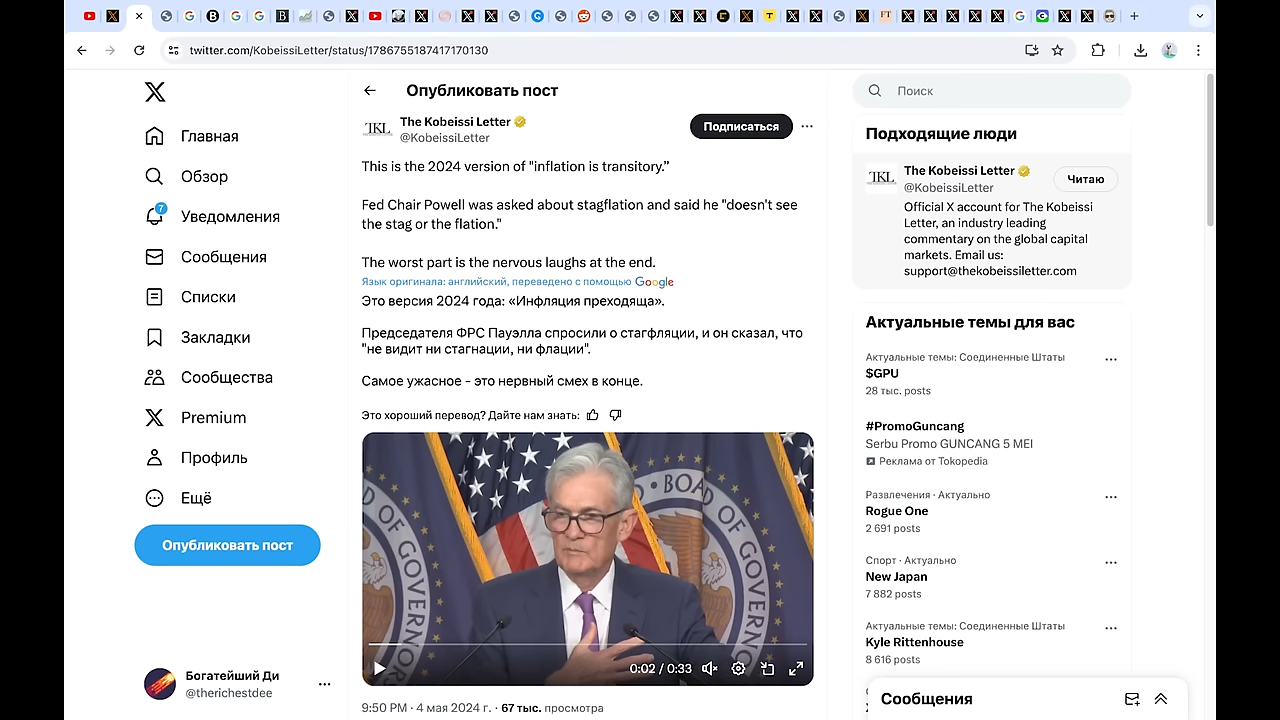 twitter.com/KobeissiLetter/status/1786755187417170130
Главная
Обзор
7
Уведомления
Сообщения
Списки
Закладки
Сообщества
Premium
Профиль
Ещё
Опубликовать пост
Богатейший Ди
@therichestdee
Опубликовать пост
TKL
The Kobeissi Letter
@KobeissiLetter
Подписаться
This is the 2024 version of "inflation is transitory.”
Fed Chair Powell was asked about stagflation and said he "doesn't see
the stag or the flation."
The worst part is the nervous laughs at the end.
Язык оригинала: английский, переведено с помощью Google
Это версия 2024 года: «Инфляция преходяща».
Председателя ФРС Пауэлла спросили о стагфляции, и он сказал, что
"не видит ни стагнации, ни флации".
Самое ужасное - это нервный смех в конце.
Это хороший перевод? Дайте нам знать:
BOARD
OF GOVERNORS
0:02 / 0:33
9:50 PM · 4 мая 2024 г. · 67 тыс. просмотра
Поиск
Подходящие люди
TKL
The Kobeissi Letter
@KobeissiLetter
Читаю
Official X account for The Kobeissi
Letter, an industry leading
commentary on the global capital
markets. Email us:
support@thekobeissiletter.com
Актуальные темы для вас
Актуальные темы: Соединенные Штаты
$GPU
28 тыс. posts
#PromoGuncang
Serbu Promo GUNCANG 5 MEI
Реклама от Tokopedia
Развлечения · Актуально
Rogue One
2 691 posts
Спорт · Актуально
New Japan
7 882 posts
Актуальные темы: Соединенные Штаты
Kyle Rittenhouse
8 616 posts
Сообщения